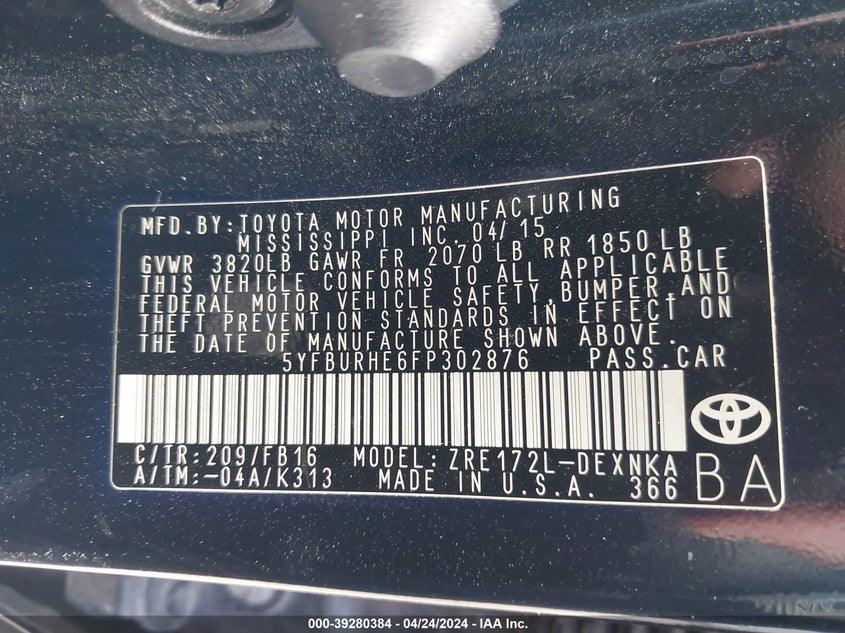 MFD.BY:TOYOTA MOTOR MANUFACTURING
MISSISSIPPI INC. 04/15
GVWR 3820LB GAWR FR 2070LB RR 1850LB
THIS VEHICLE CONFORMS TO ALL APPLICABLE
FEDERAL MOTOR VEHICLE SAFETY,BUMPER,AND
THEFT PREVENTION STANDARDS IN EFFECT ON
THE DATE OF MANUFACTURE SHOWN ABOVE.
5YFBURHE6FP302876 PASS.CAR
C/TR:209/FB16 MODEL:ZRE172L-DEXNKA
A/TM:-04A/K313 MADE IN U.S.A. 366 BA
000-39280384 - 04/24/2024 - IAA Inc.